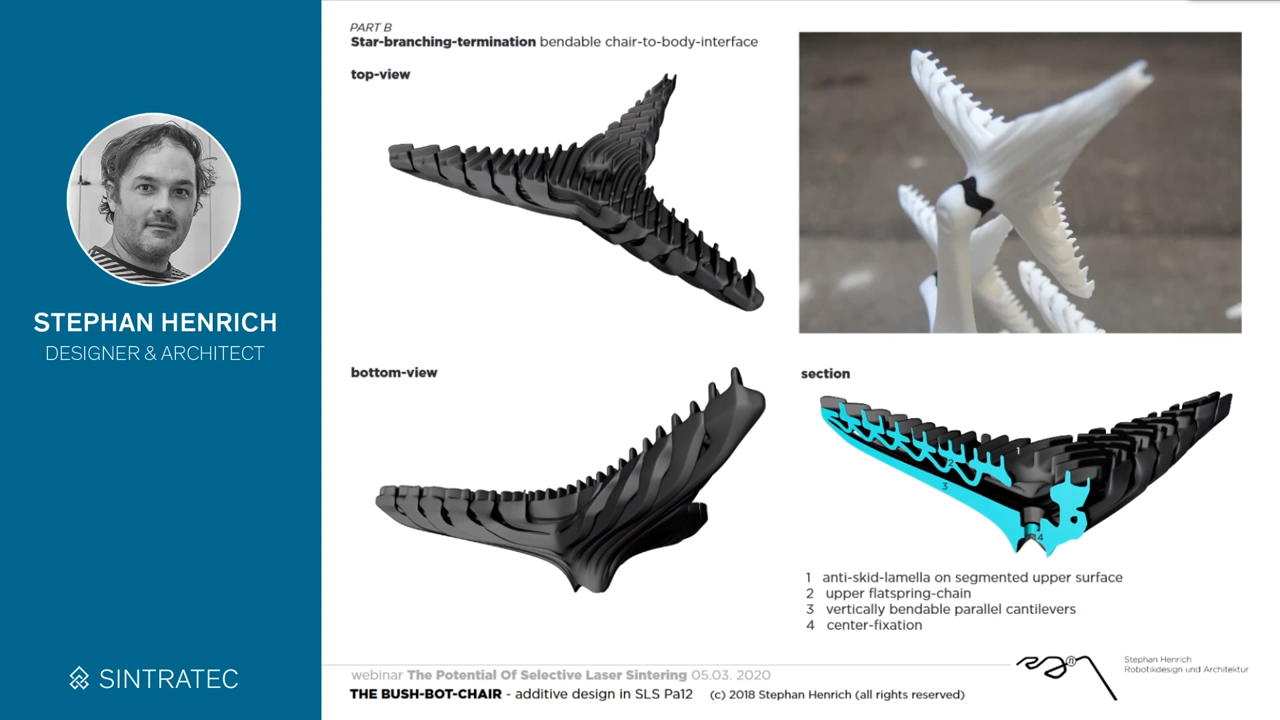 STEPHAN HENRICH
DESIGNER & ARCHITECT
SINTRATEC
PART B
Star-branching-termination bendable chair-to-body-interface
top-view
bottom-view
section
1
2
3
4
1 anti-skid-lamella on segmented upper surface
2 upper flatspring-chain
3 vertically bendable parallel cantilevers
4 center-fixation
webinar The Potential Of Selective Laser Sintering 05.03. 2020
THE BUSH-BOT-CHAIR - additive design in SLS Pa12 (c) 2018 Stephan Henrich (all rights reserved)
Stephan Henrich
Robotikdesign und Architektur